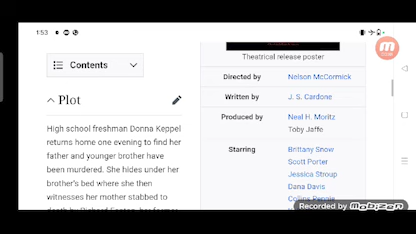 1:53
Contents
Plot
High school freshman Donna Keppel
returns home one evening to find her
father and younger brother have
been murdered. She hides under her
brother's bed where she then
witnesses her mother stabbed to
Theatrical release poster
Directed by Nelson McCormick
Written by J. S. Cardone
Produced by Neal H. Moritz
Toby Jaffe
Starring Brittany Snow
Scott Porter
Jessica Stroup
Dana Davis
Collins Pennie
Recorded by Mobizen